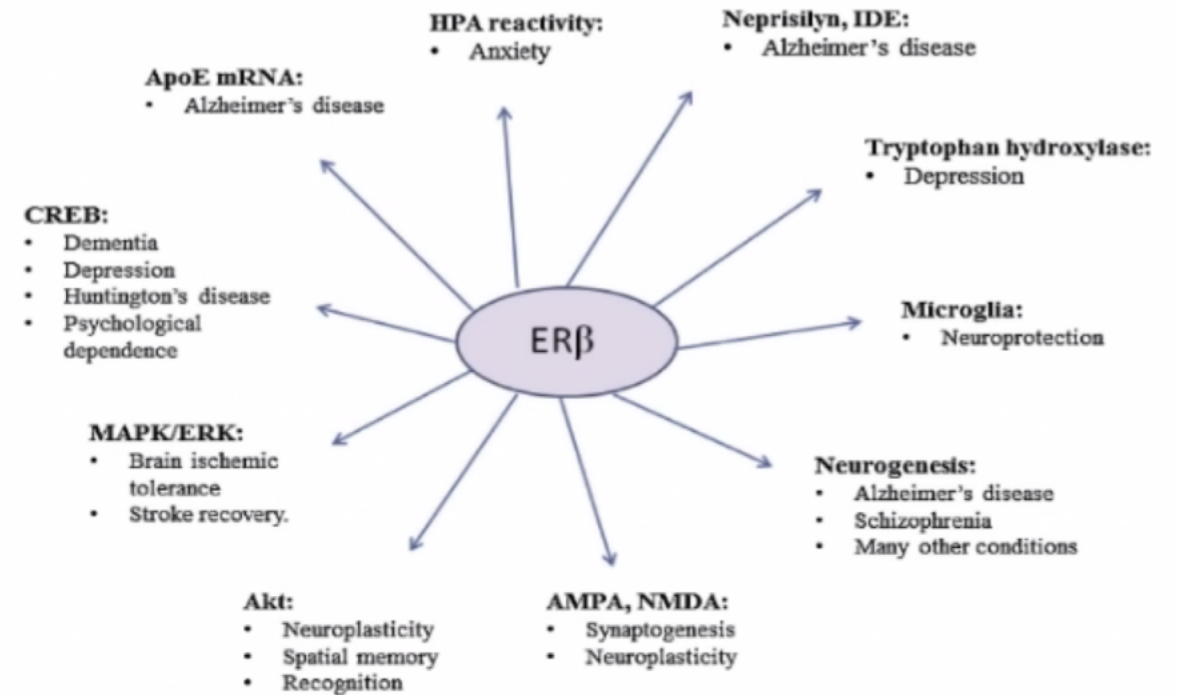 HPA reactivity:
• Anxiety
Neprisilyn, IDE:
• Alzheimer's disease
ApoE mRNA:
• Alzheimer's disease
Tryptophan hydroxylase:
• Depression
CREB:
• Dementia
• Depression
• Huntington's disease
• Psychological
dependence
ERβ
Microglia:
• Neuroprotection
MAPK/ERK:
• Brain ischemic
tolerance
• Stroke recovery.
Neurogenesis:
• Alzheimer's disease
• Schizophrenia
• Many other conditions
Akt:
• Neuroplasticity
• Spatial memory
• Recognition
AMPA, NMDA:
• Synaptogenesis
• Neuroplasticity